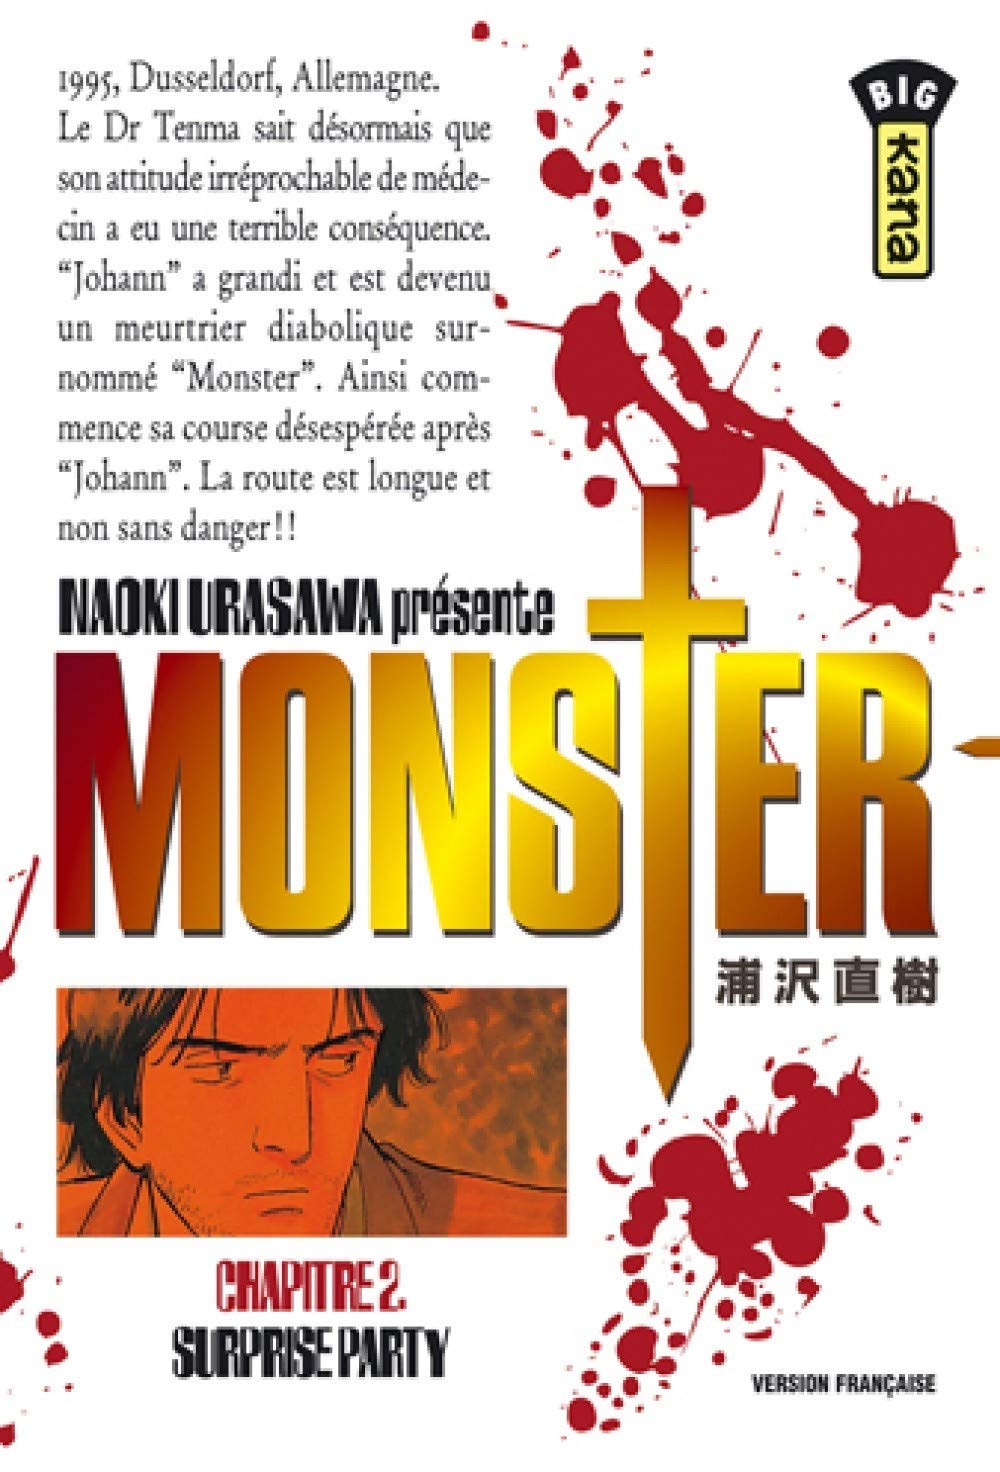 1995, Dusseldorf, Allemagne.
Le Dr Tenma sait désormais que
son attitude irréprochable de méde-
cin a eu une terrible conséquence.
“Johann” a grandi et est devenu
un meurtrier diabolique sur-
nommé “Monster”. Ainsi com-
mence sa course désespérée après
“Johann”. La route est longue et
non sans danger!!
BIG
kana
NAOKI URASAWA présente
MONSTER
浦沢直樹
CHAPITRE 2.
SURPRISE PARTY
VERSION FRANÇAISE